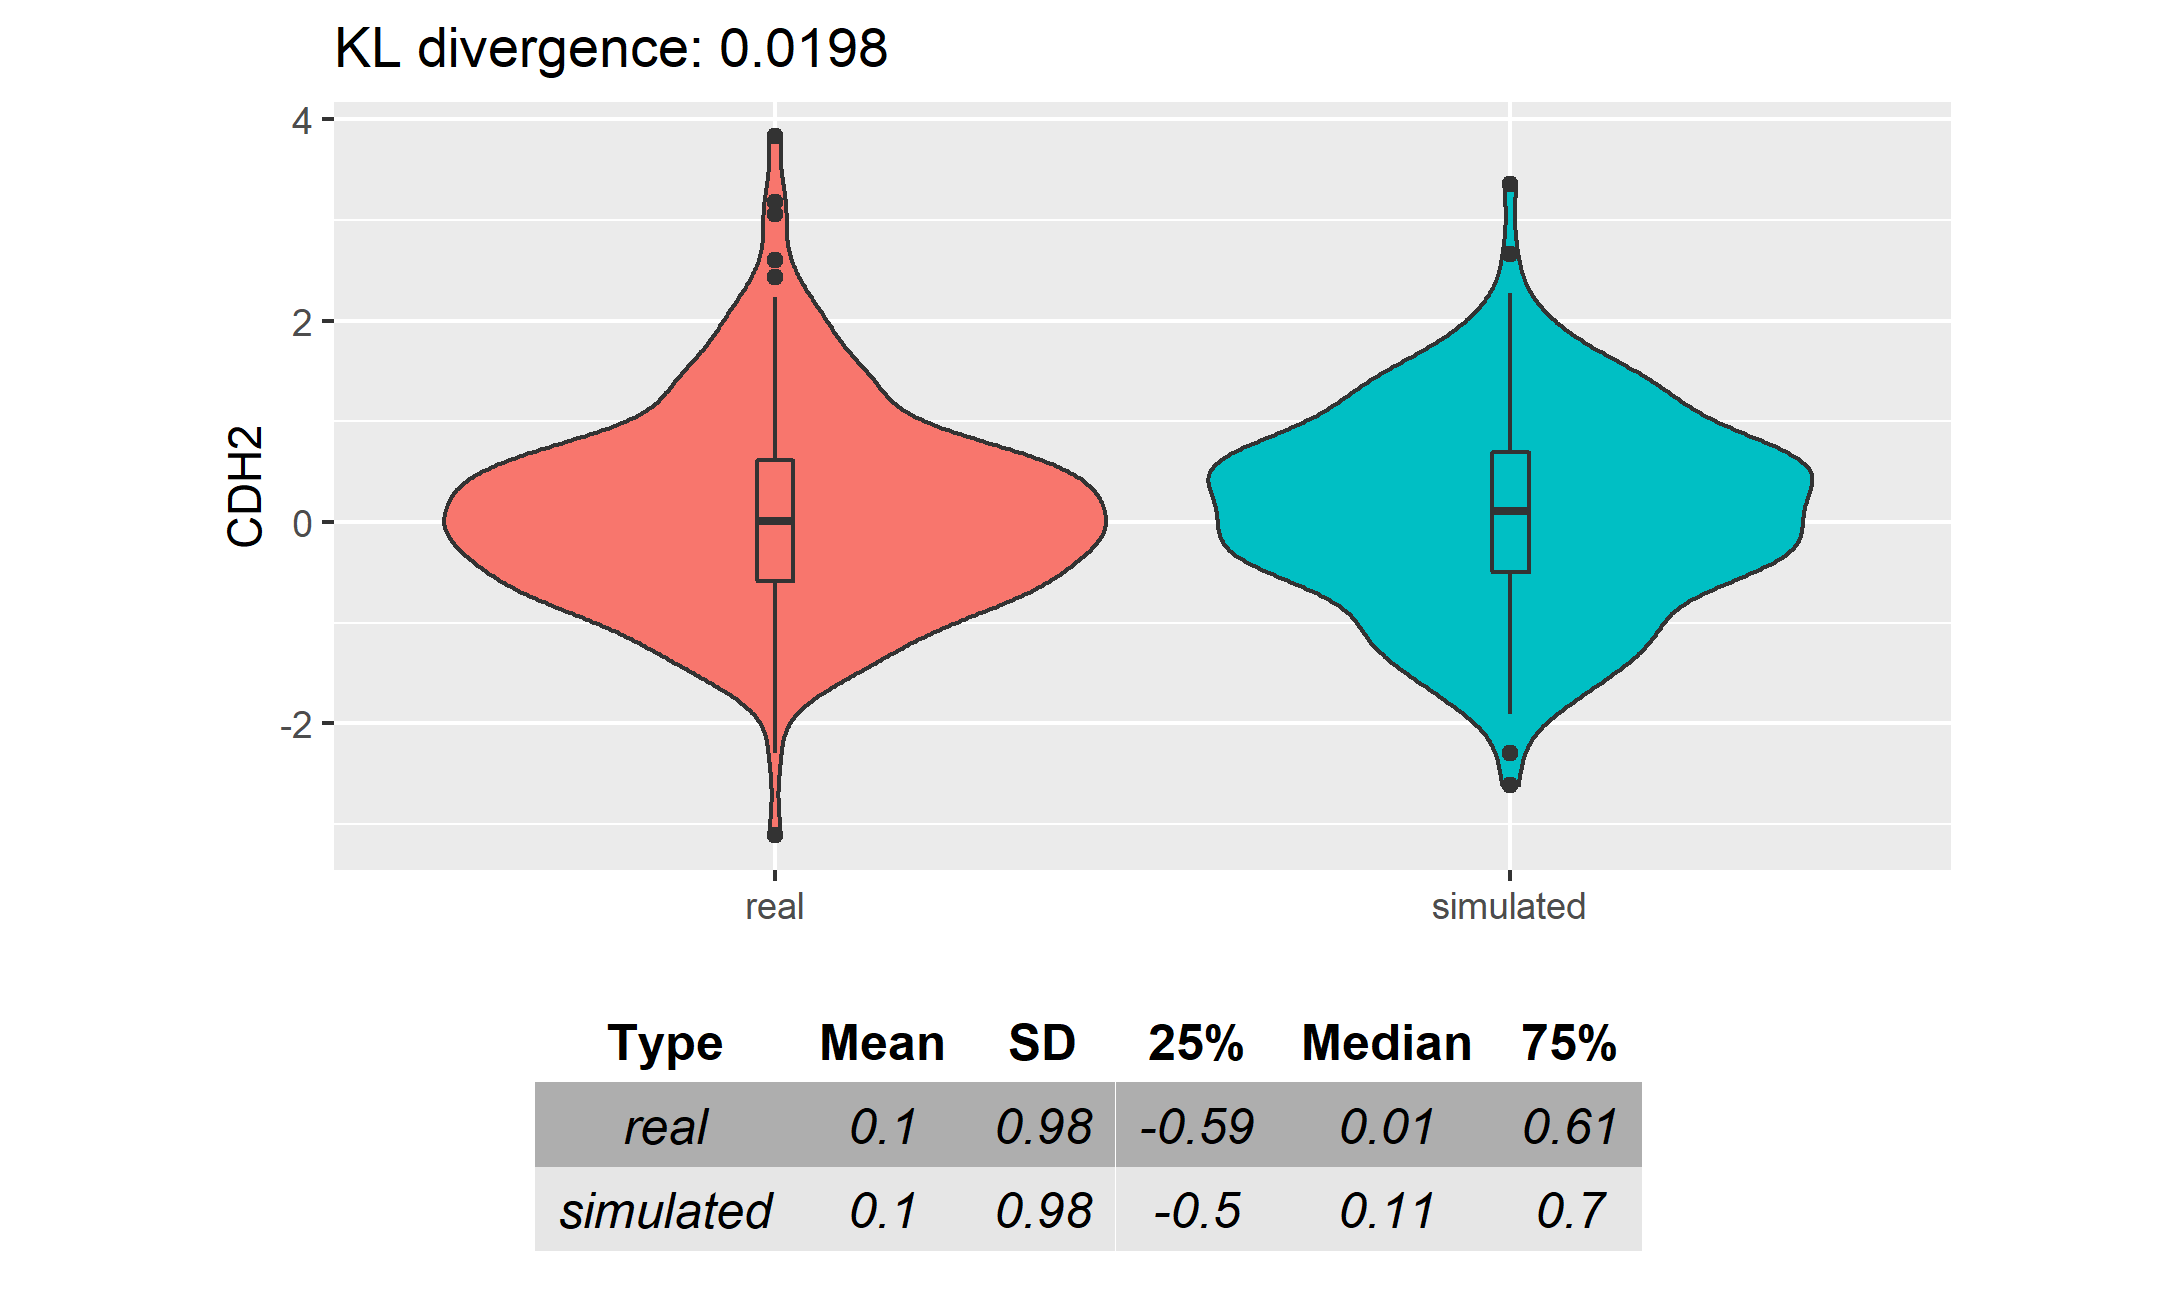 KL divergence: 0.0198
4
2
0
-2
CDH2
real simulated
Type Mean SD 25% Median 75%
real 0.1 0.98 -0.59 0.01 0.61
simulated 0.1 0.98 -0.5 0.11 0.7